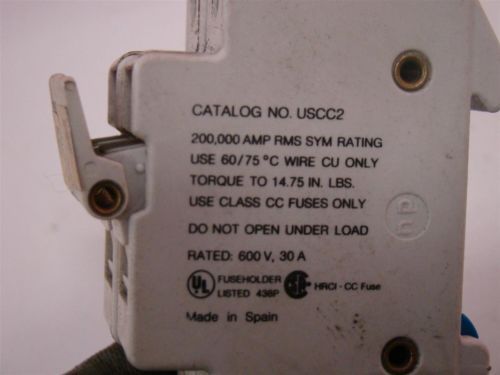 CATALOG NO. USCC2
200,000 AMP RMS SYM RATING
USE 60/75 °C WIRE CU ONLY
TORQUE TO 14.75 IN. LBS.
USE CLASS CC FUSES ONLY
DO NOT OPEN UNDER LOAD
RATED: 600 V, 30 A
UL FUSEHOLDER LISTED 438P HRCI - CC Fuse
Made in Spain